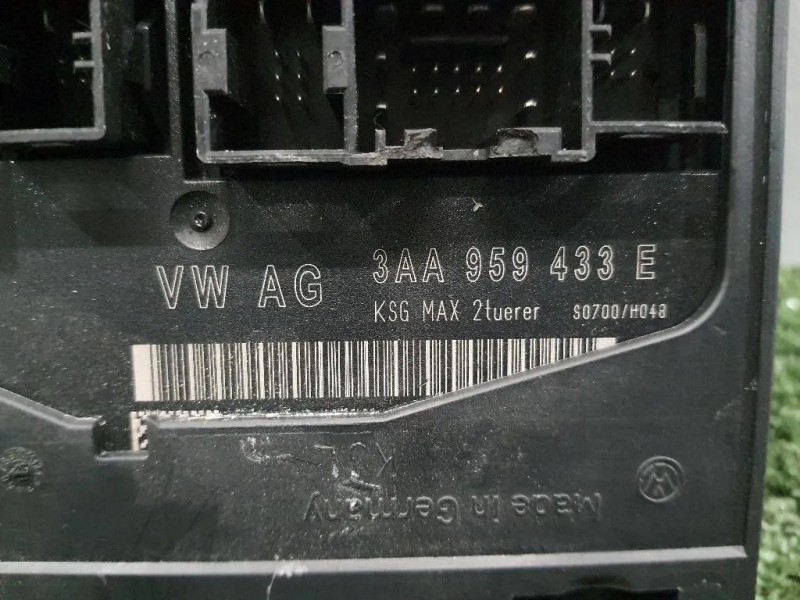 VW AG 3AA 959 433 E
KSG MAX 2tuerer S0700/H048
Made in Germany